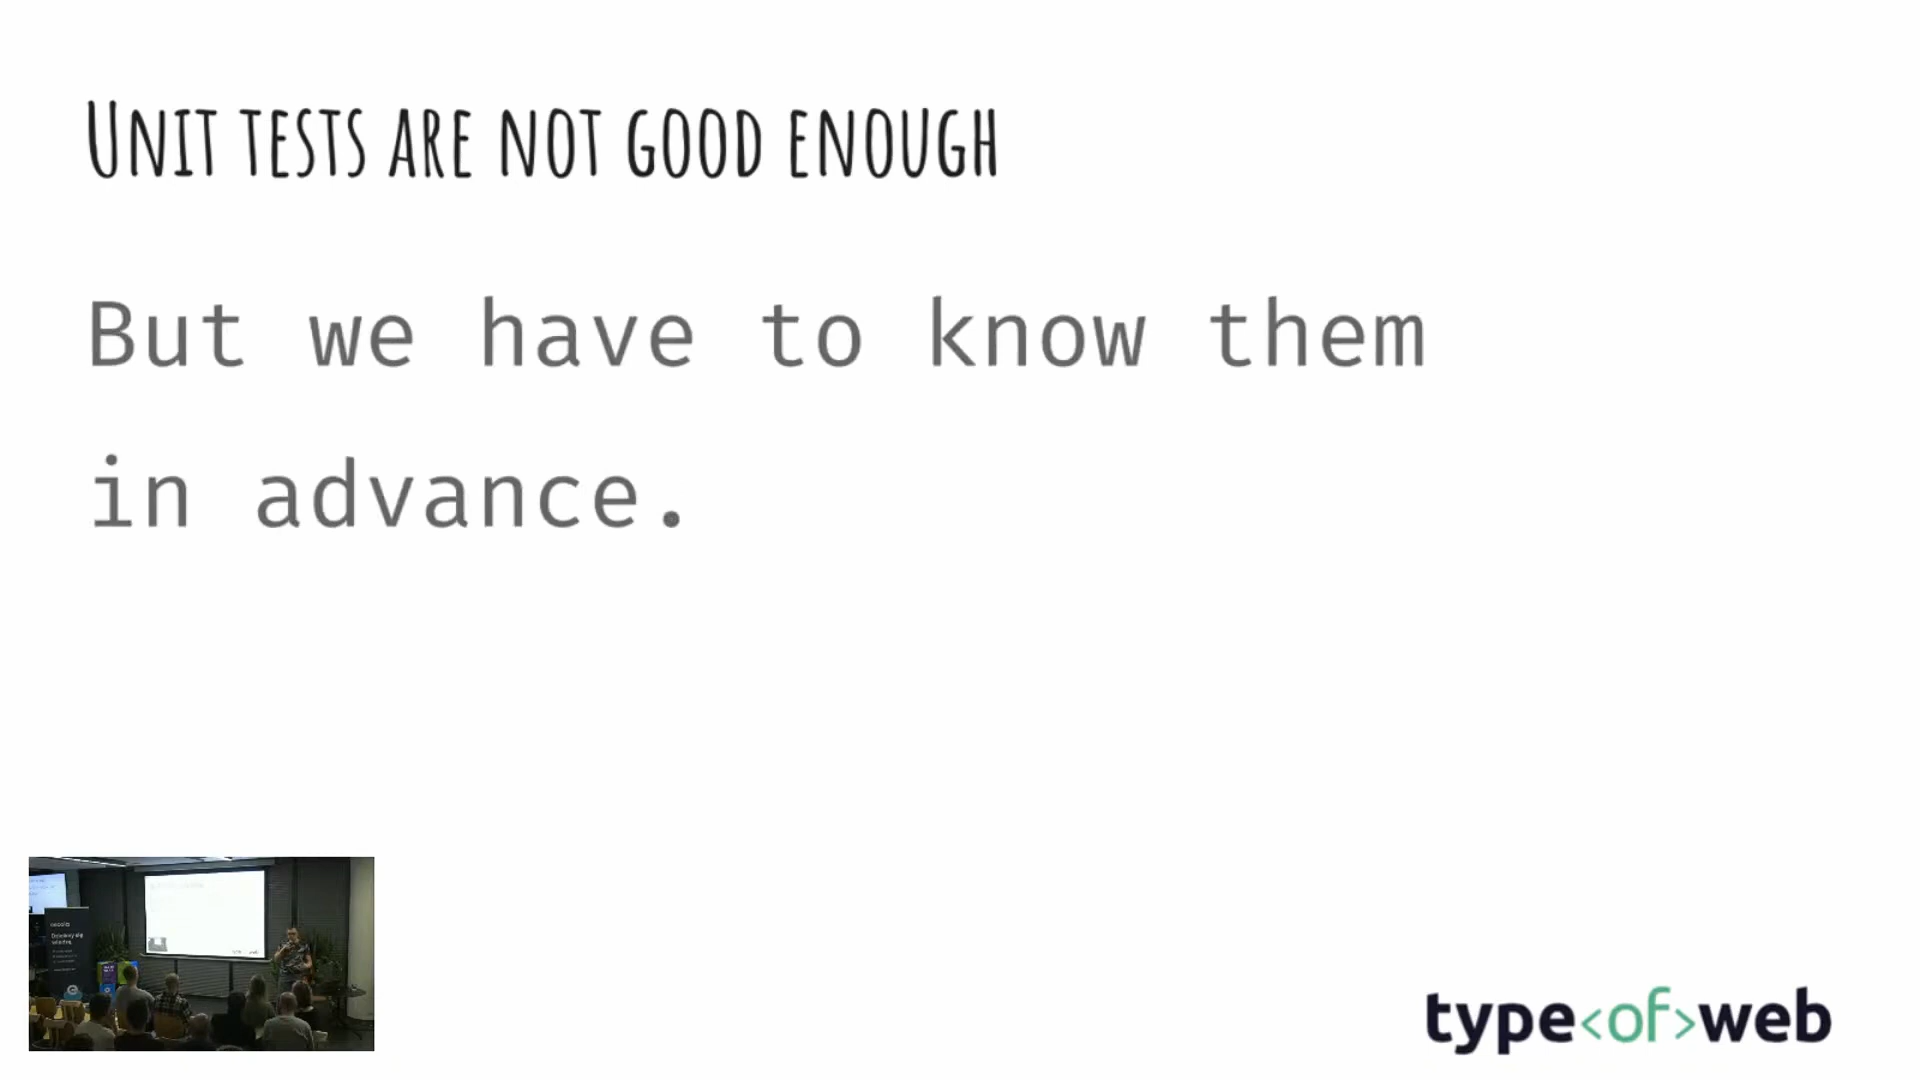 Unit tests are not good enough
But we have to know them
in advance.
type<of>web